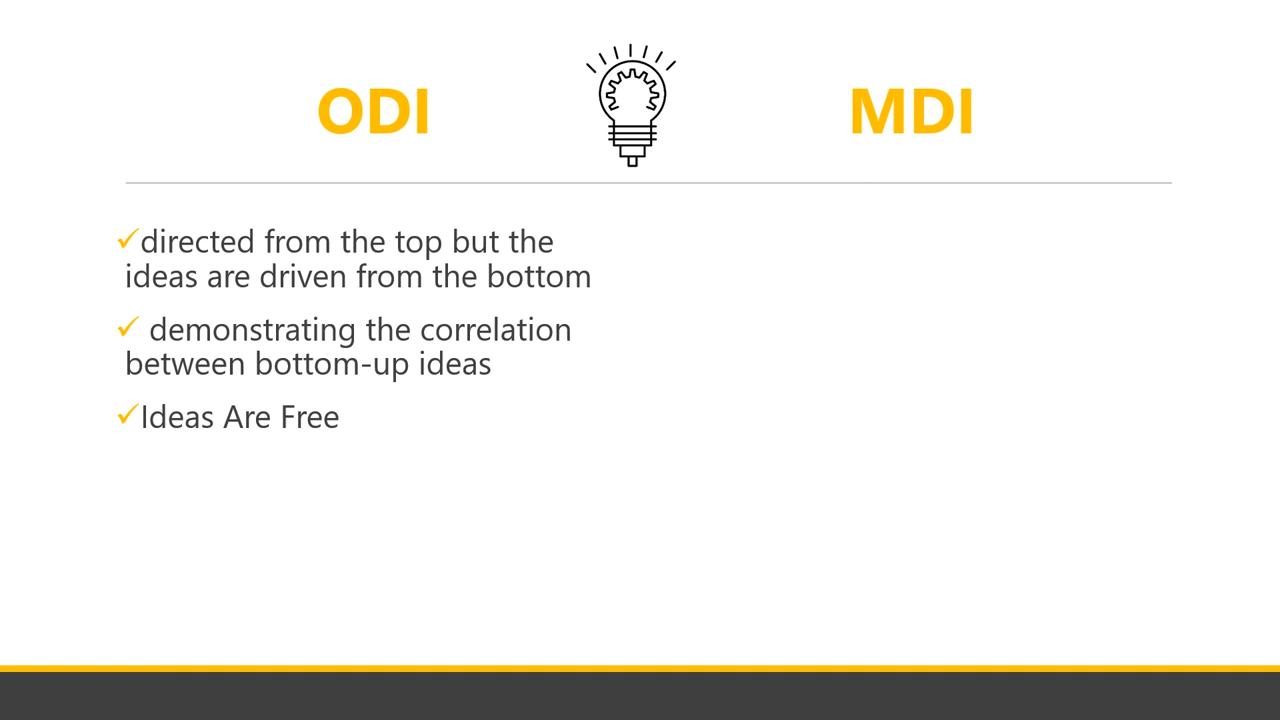 ODI
MDI
✓directed from the top but the
ideas are driven from the bottom
✓ demonstrating the correlation
between bottom-up ideas
✓Ideas Are Free